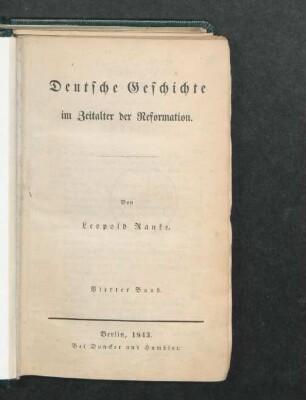 Deutsche Geschichte
im Zeitalter der Reformation.
Von
Leopold Ranke.
Vierter Band.
Berlin, 1843.
Bei Duncker und Humblot.